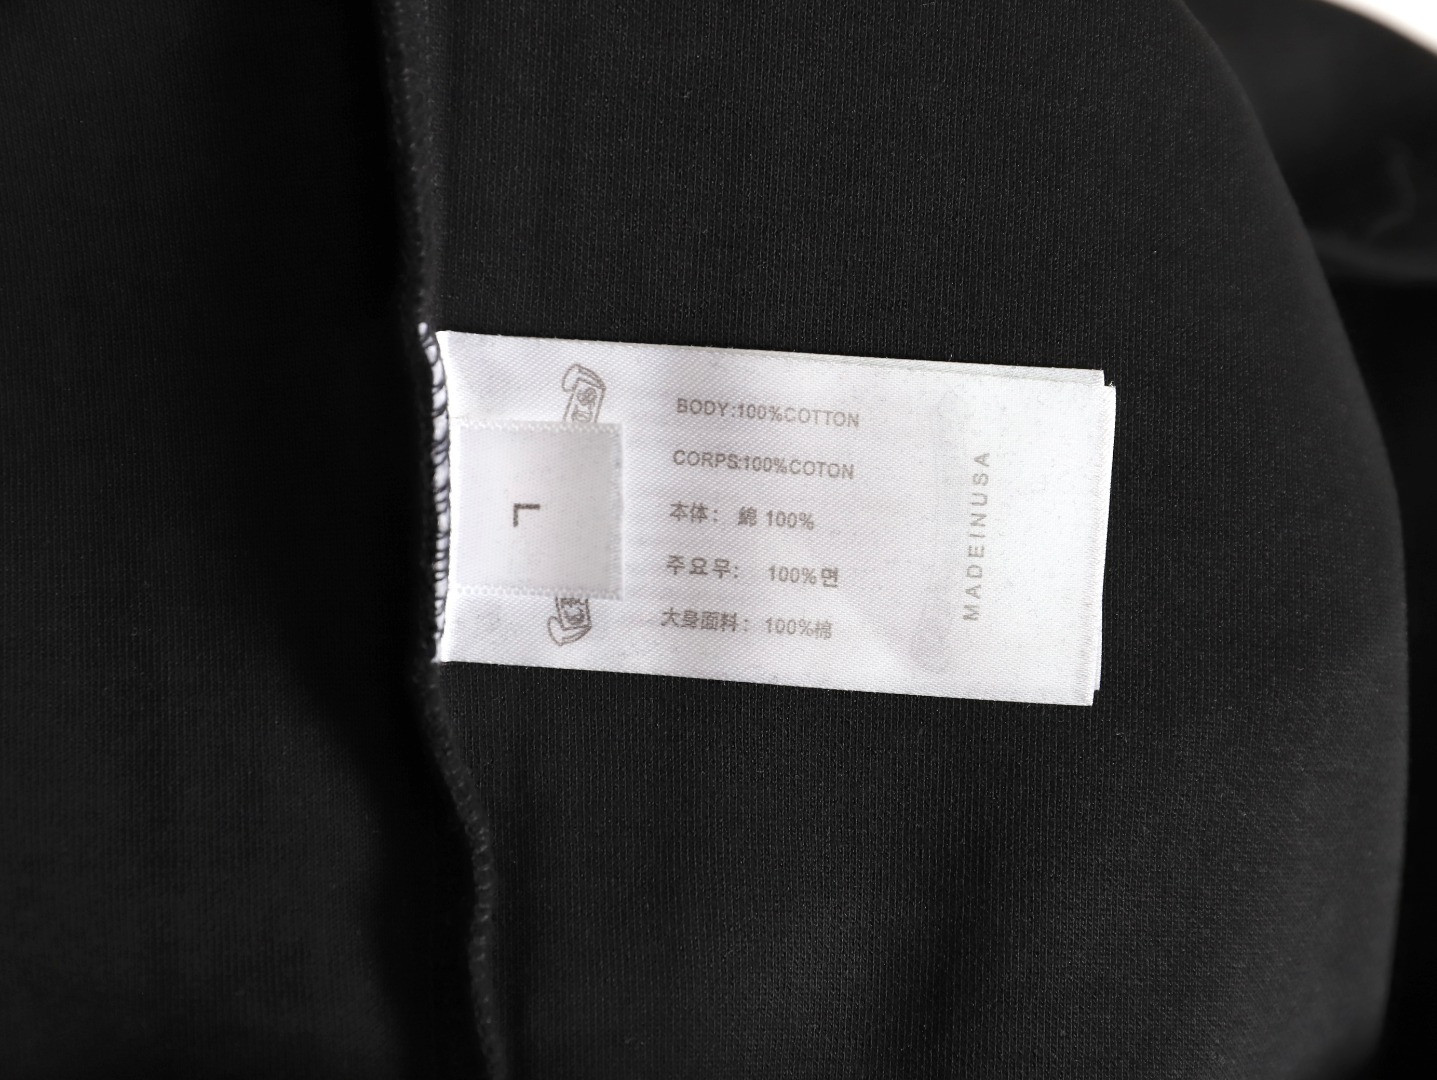 BODY:100%COTTON
CORPS:100%COTON
本体： 綿 100%
주요무: 100%면
大身面料：100%棉
L
MADEINUSA